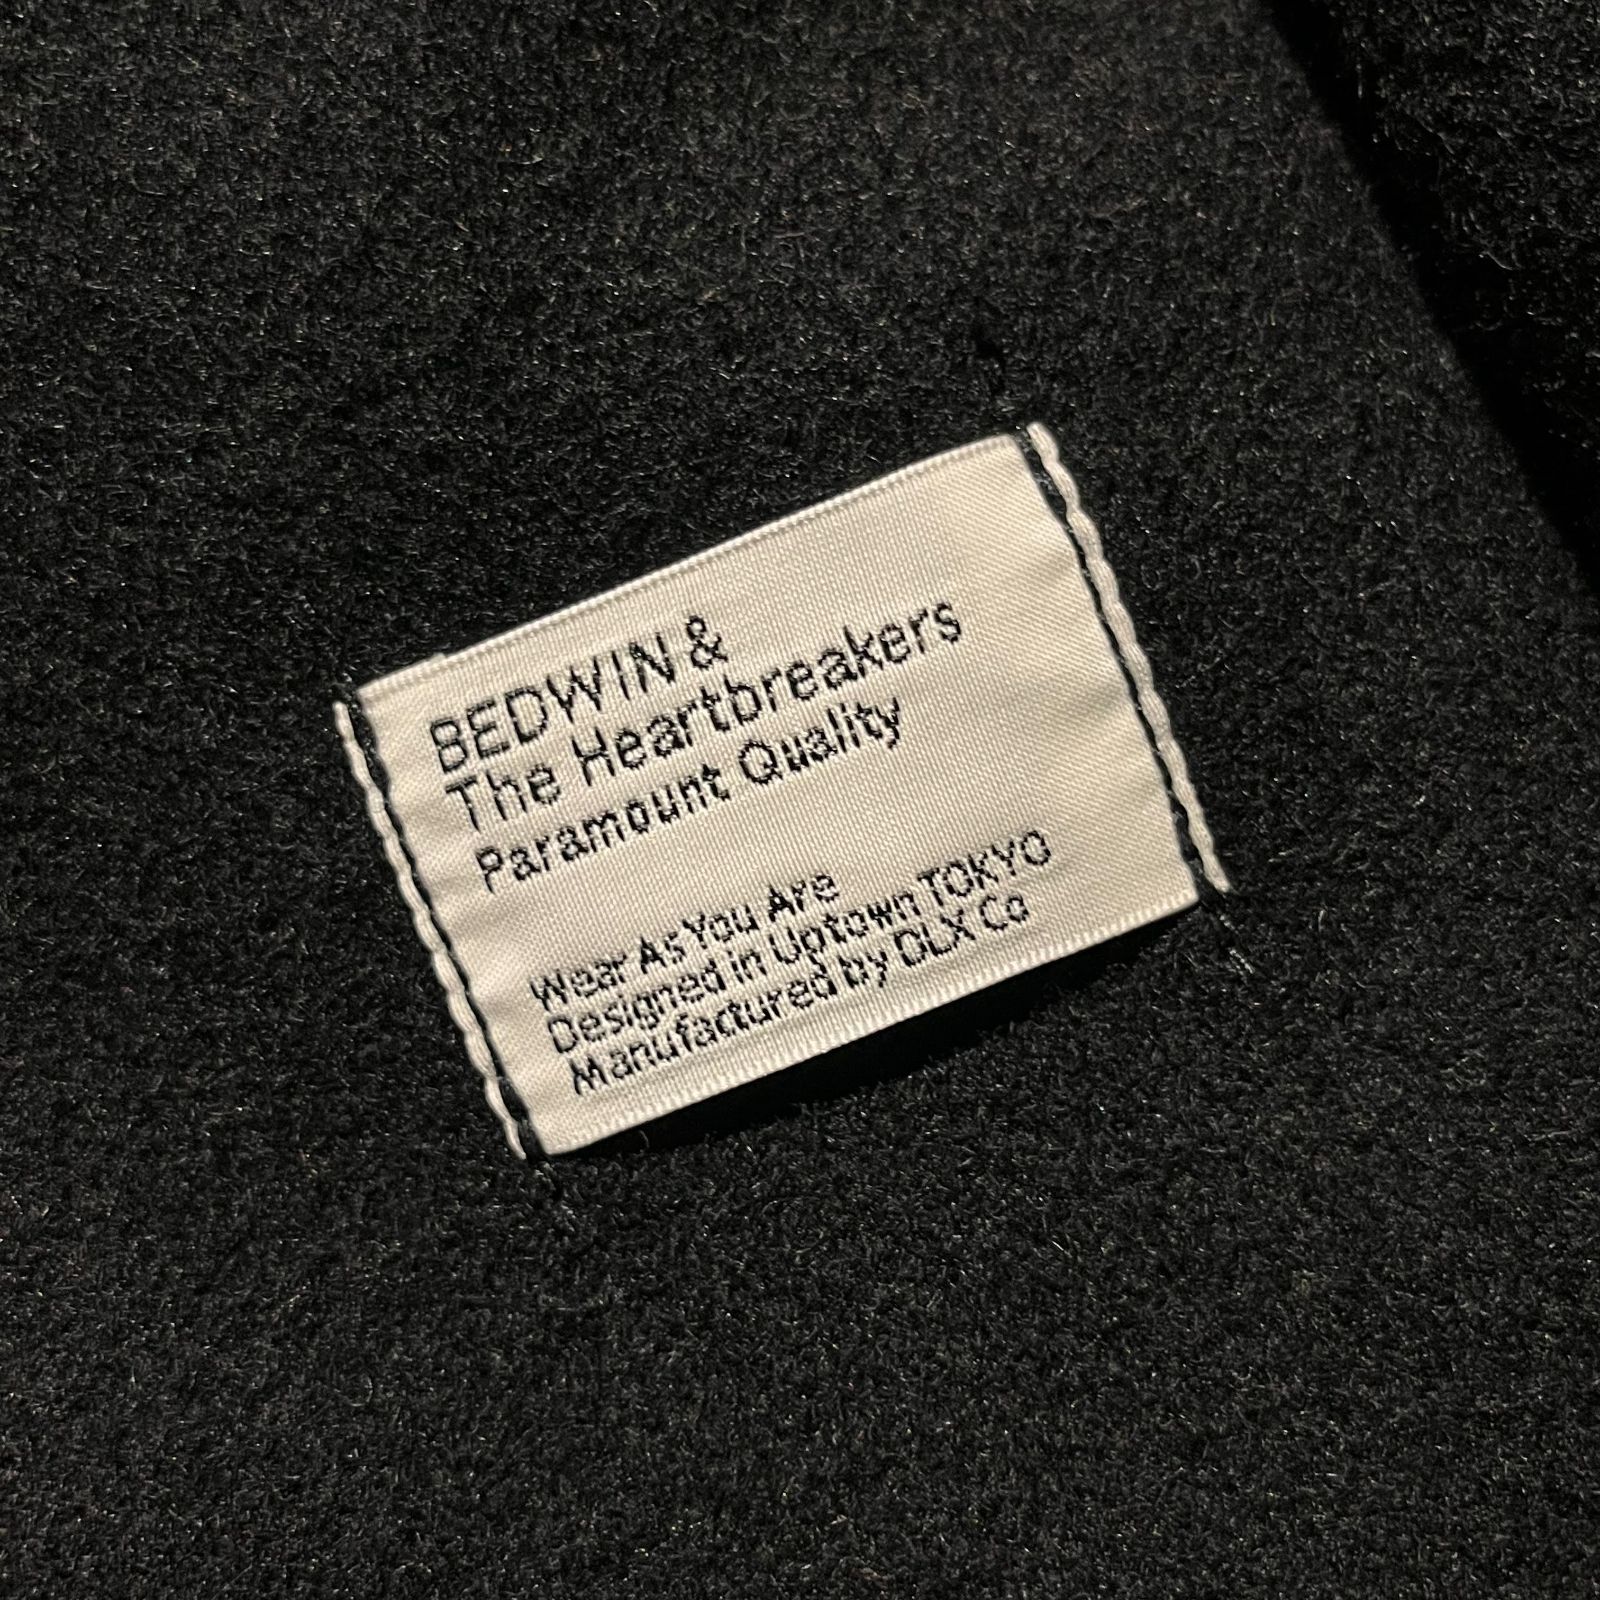 BEDWIN &
The Heartbreakers
Paramount Quality
Wear As You Are
Designed in Uptown TOKYO
Manufactured by DLX Co